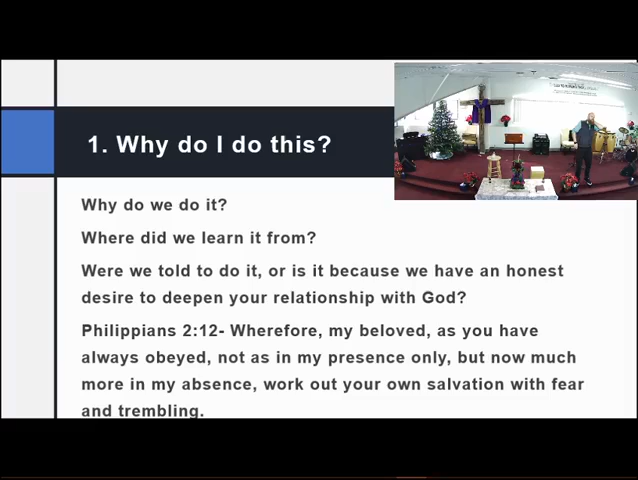 1. Why do I do this?
Why do we do it?
Where did we learn it from?
Were we told to do it, or is it because we have an honest
desire to deepen your relationship with God?
Philippians 2:12- Wherefore, my beloved, as you have
always obeyed, not as in my presence only, but now much
more in my absence, work out your own salvation with fear
and trembling.